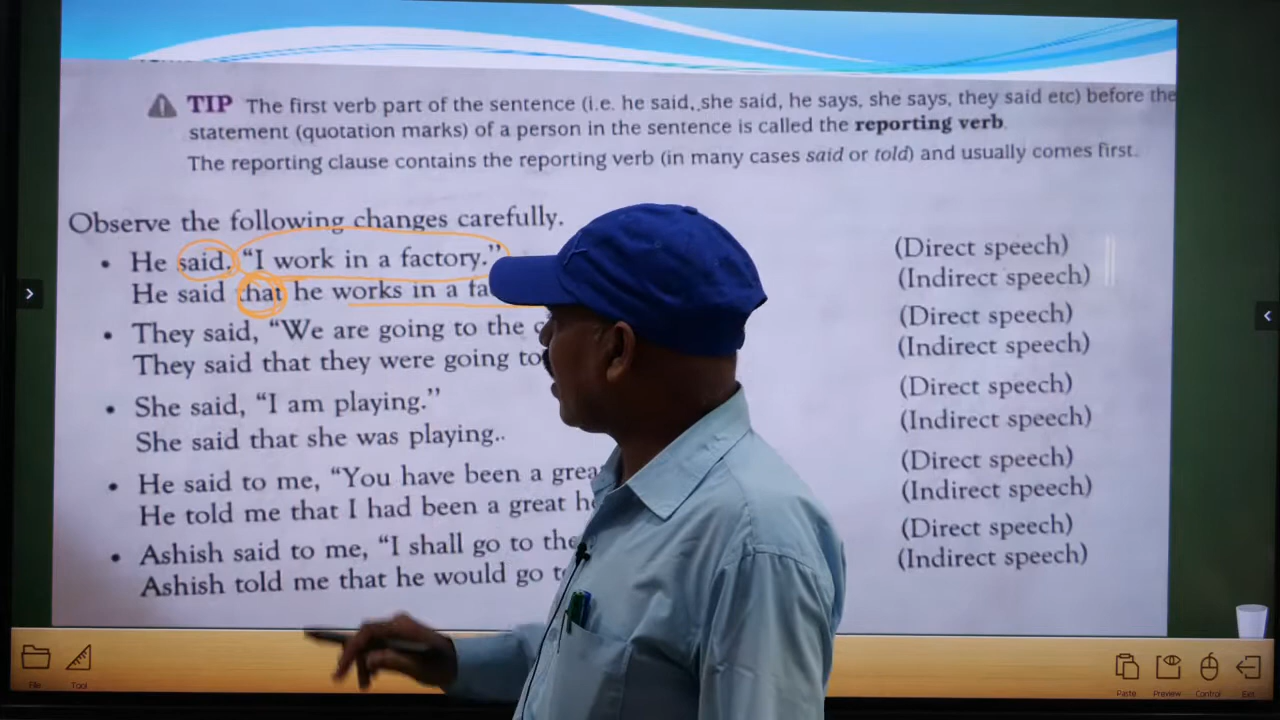 TIP The first verb part of the sentence (i.e. he said, she said, he says, she says, they said etc) before the
statement (quotation marks) of a person in the sentence is called the reporting verb.
The reporting clause contains the reporting verb (in many cases said or told) and usually comes first.
Observe the following changes carefully.
• He said, “I work in a factory.” (Direct speech)
He said that he works in a (Indirect speech)
• They said, “We are going to the (Direct speech)
They said that they were going to (Indirect speech)
• She said, “I am playing.” (Direct speech)
She said that she was playing.. (Indirect speech)
• He said to me, “You have been a (Direct speech)
He told me that I had been a great (Indirect speech)
• Ashish said to me, “I shall go to the (Direct speech)
Ashish told me that he would go (Indirect speech)
File Tool Paste Preview Control Exit